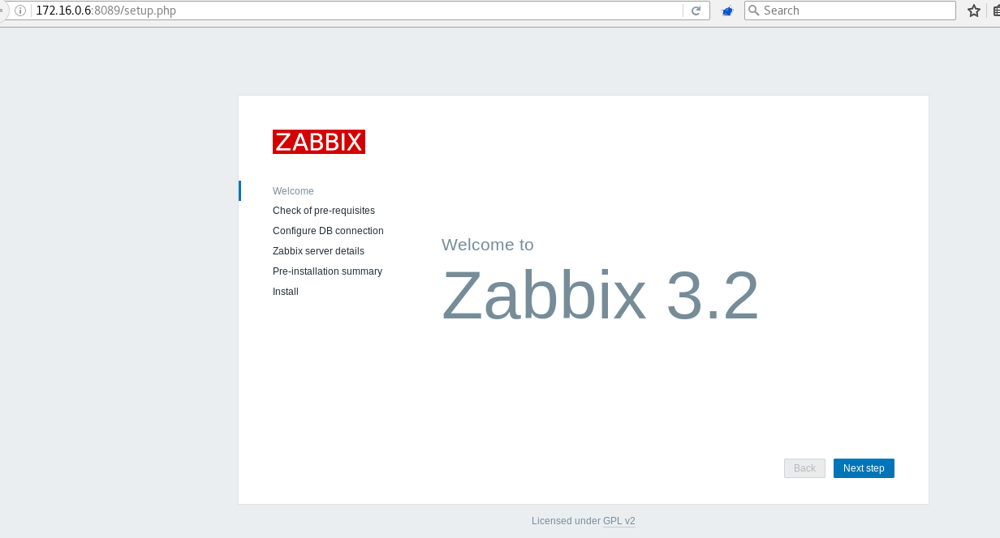 172.16.0.6:8089/setup.php
Search
ZABBIX
Welcome
Check of pre-requisites
Configure DB connection
Zabbix server details
Pre-installation summary
Install
Welcome to
Zabbix 3.2
Back
Next step
Licensed under GPL v2